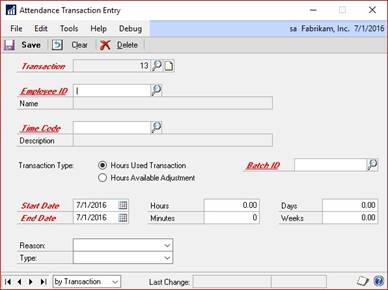 Attendance Transaction Entry
File Edit Tools Help Debug sa Fabrikam, Inc. 7/1/2016
Save Clear Delete
Transaction 13
Employee ID
Name
Time Code
Description
Transaction Type: Hours Used Transaction Batch ID
Hours Available Adjustment
Start Date 7/1/2016 Hours 0.00 Days 0.00
End Date 7/1/2016 Minutes 0 Weeks 0.00
Reason:
Type:
by Transaction Last Change: